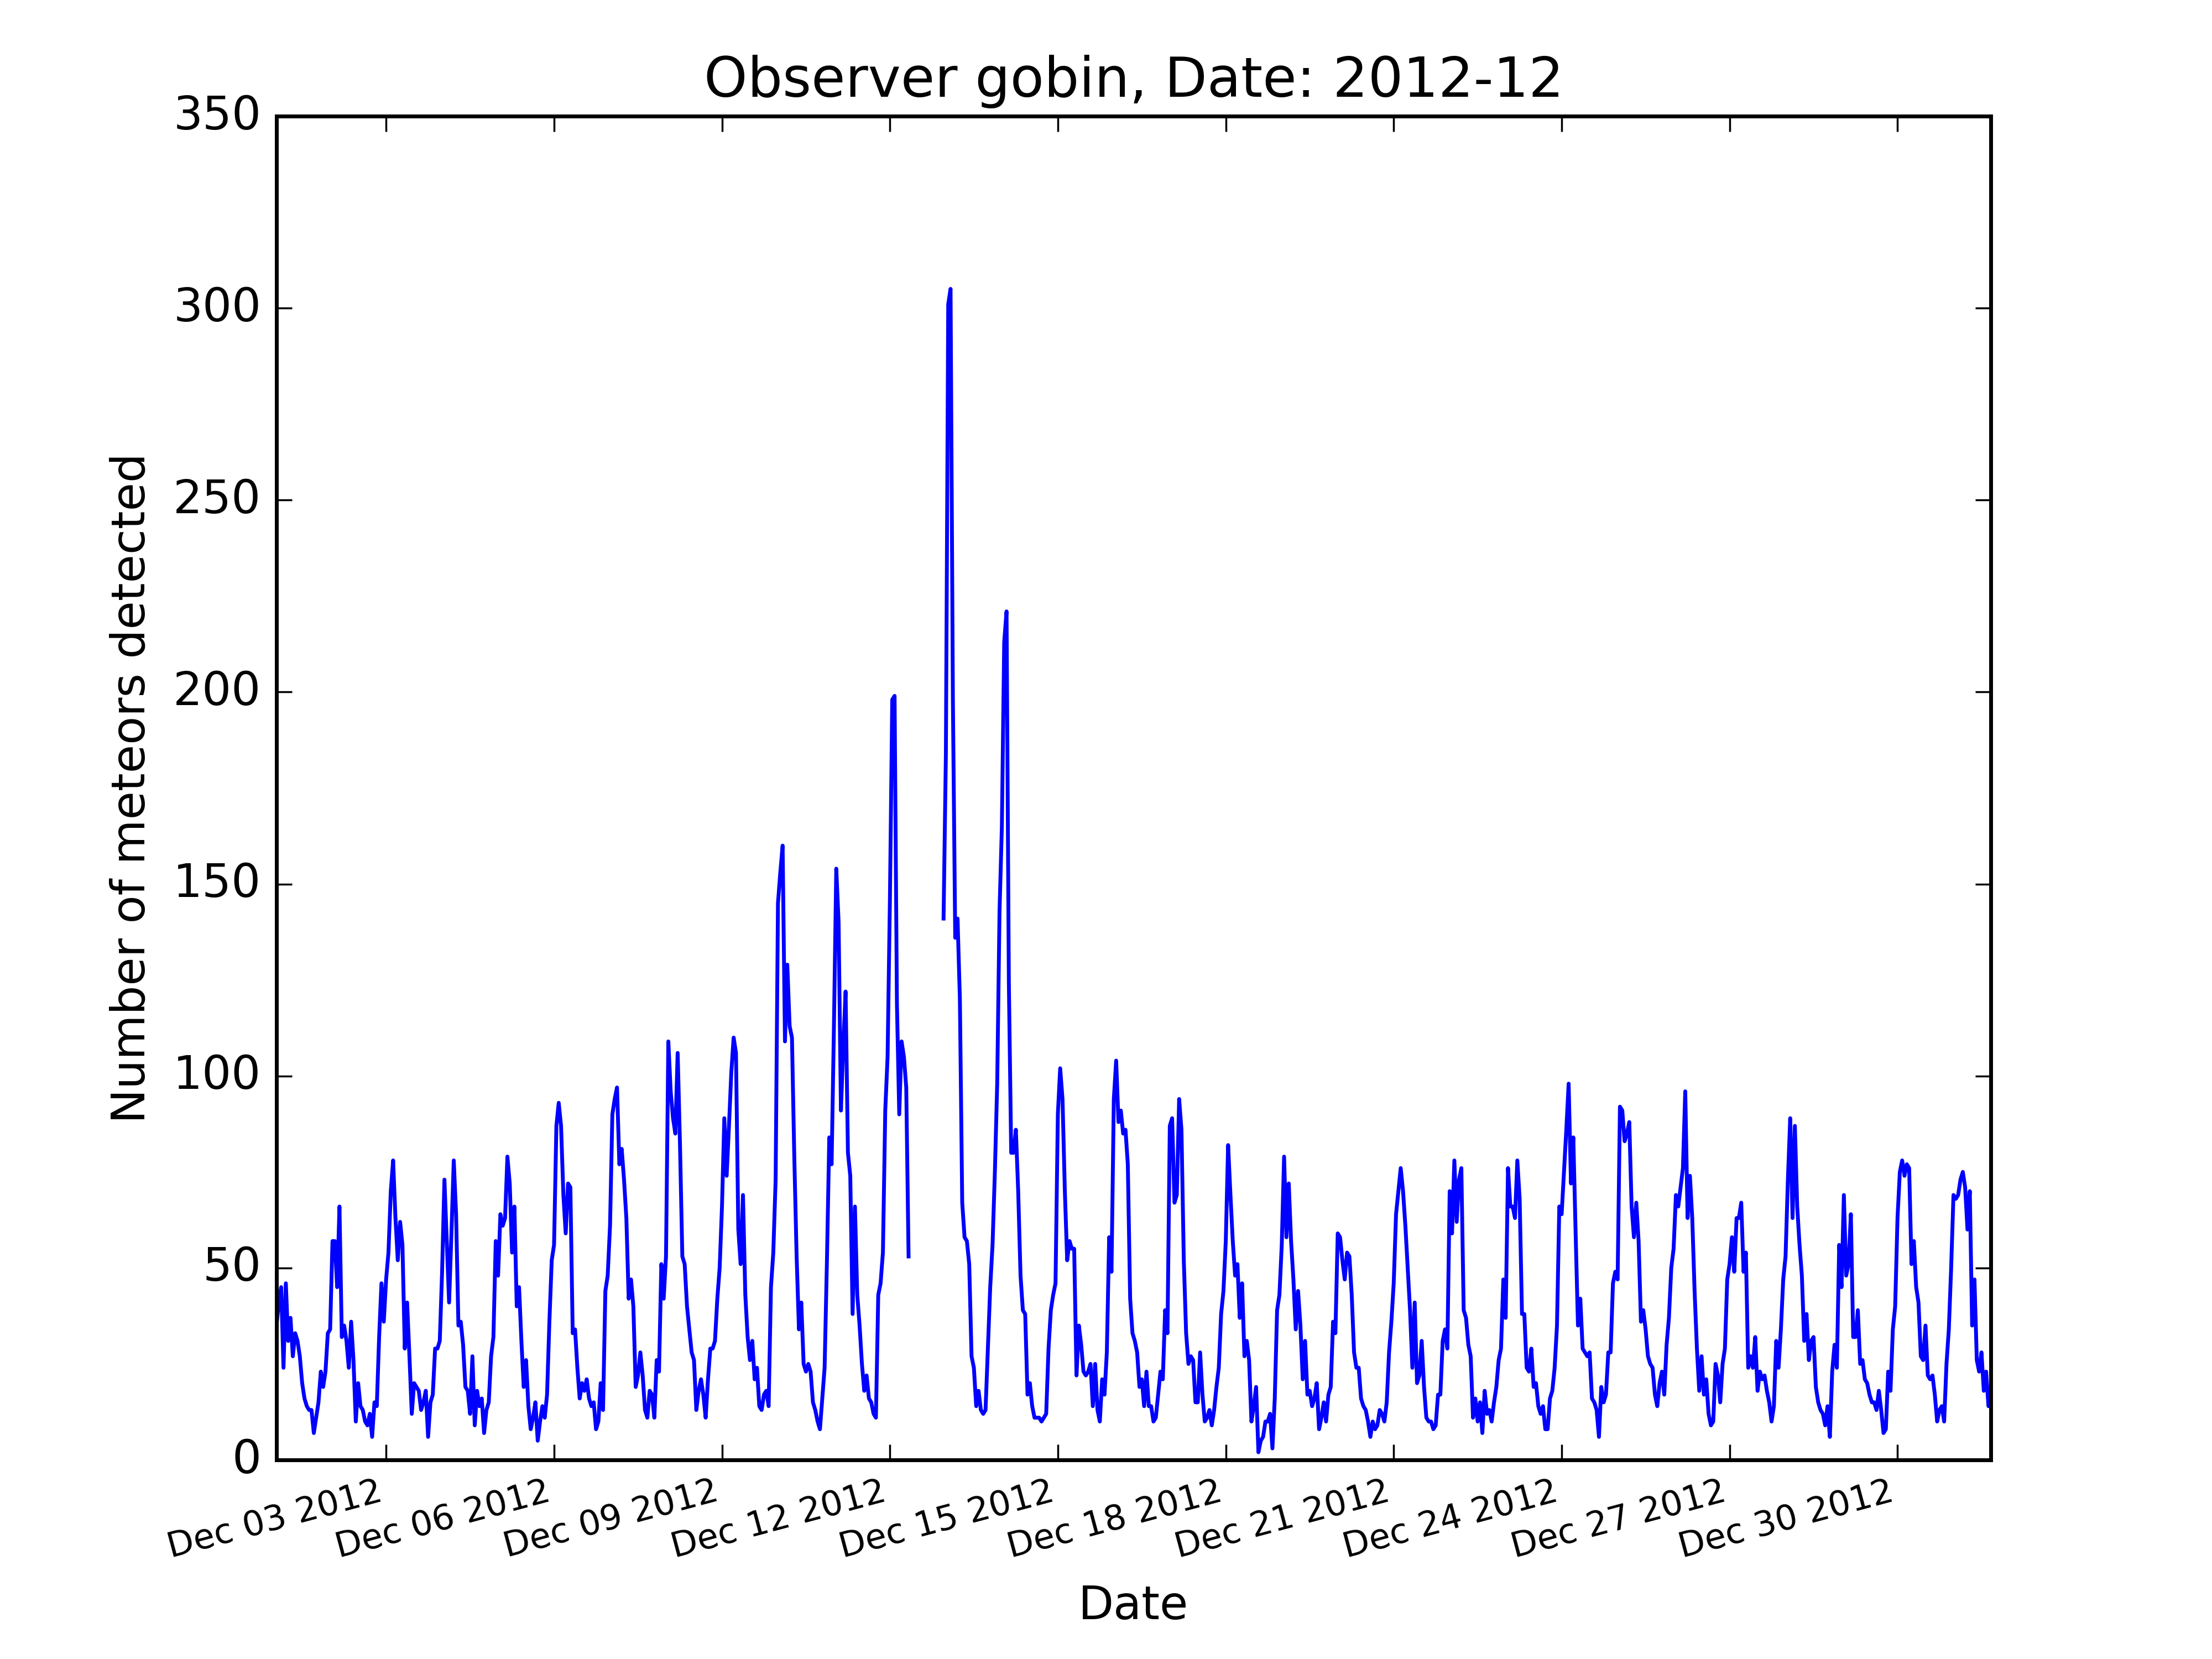 Observer gobin, Date: 2012-12
350
300
250
200
150
100
50
0
Number of meteors detected
Dec 03 2012
Dec 06 2012
Dec 09 2012
Dec 12 2012
Dec 15 2012
Dec 18 2012
Dec 21 2012
Dec 24 2012
Dec 27 2012
Dec 30 2012
Date